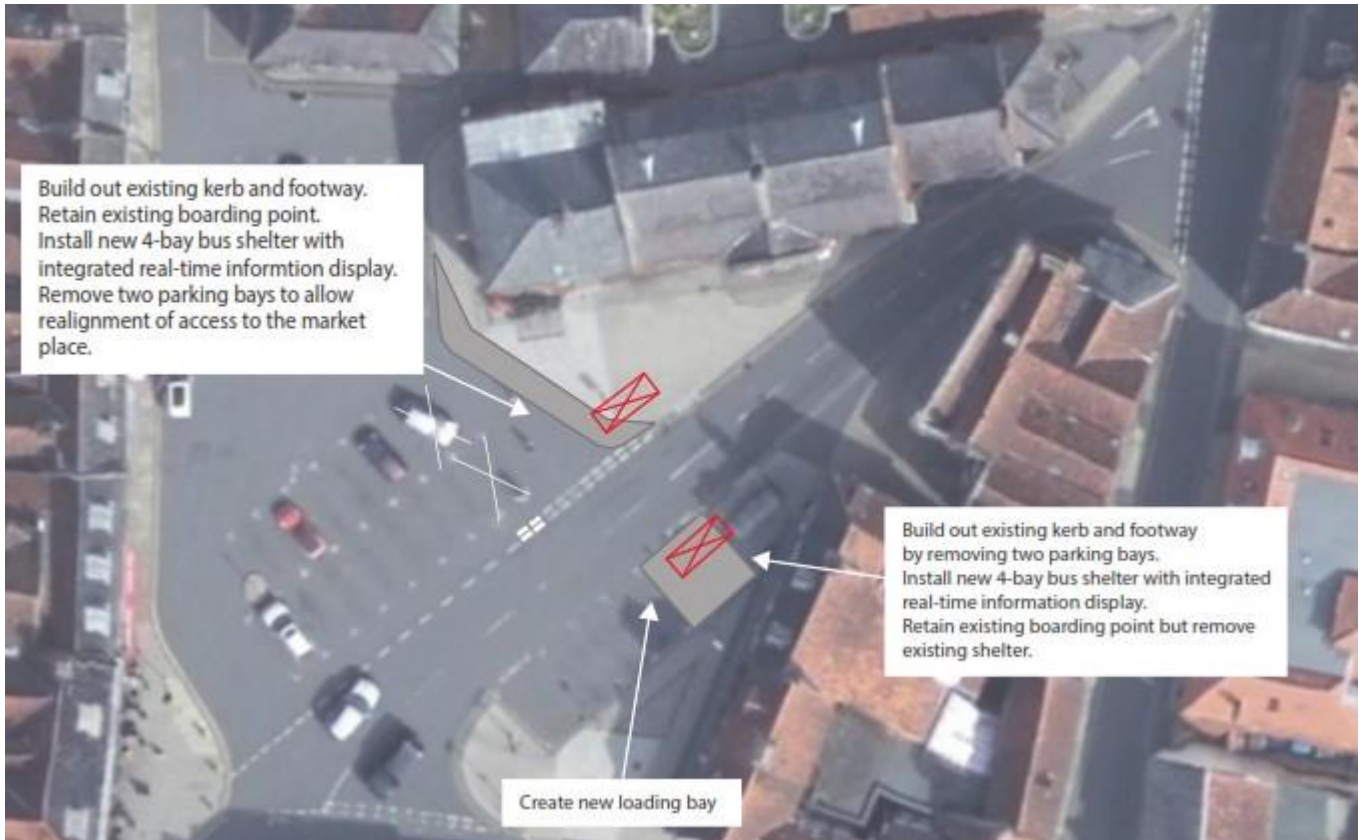 Build out existing kerb and footway.
Retain existing boarding point.
Install new 4-bay bus shelter with
integrated real-time informtion display.
Remove two parking bays to allow
realignment of access to the market
place.
Build out existing kerb and footway
by removing two parking bays.
Install new 4-bay bus shelter with integrated
real-time information display.
Retain existing boarding point but remove
existing shelter.
Create new loading bay